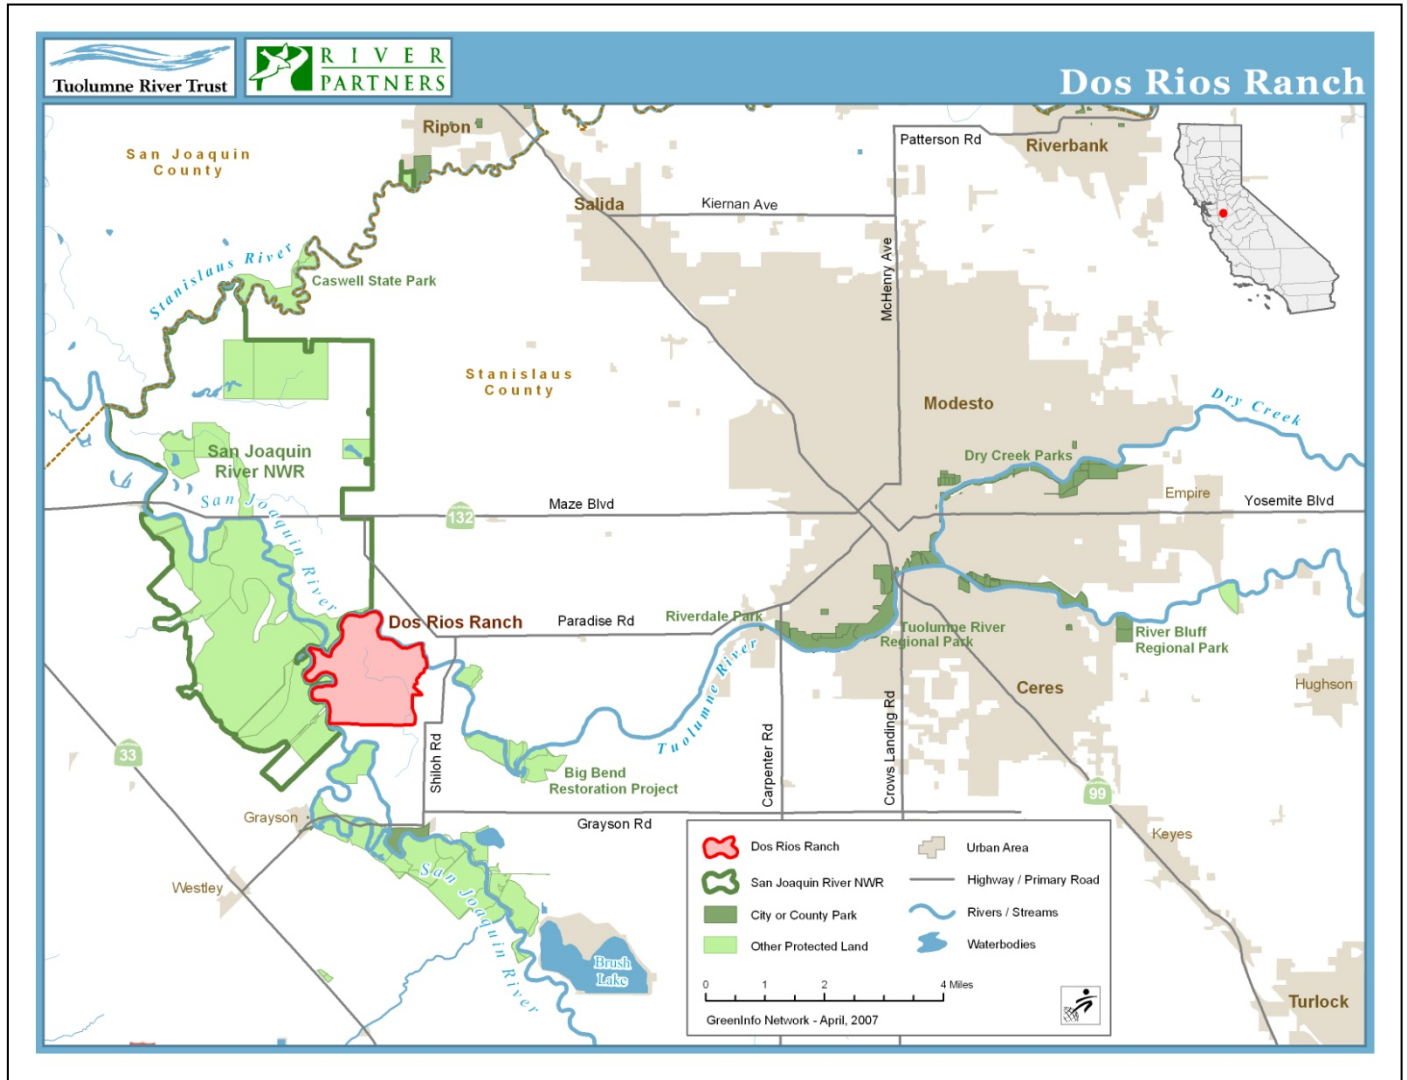 Tuolumne River Trust
RIVER
PARTNERS
Dos Rios Ranch
Ripon
San Joaquin
County
Patterson Rd
Riverbank
Salida
Kiernan Ave
McHenry Ave
Stanislaus River
Caswell State Park
Stanislaus
County
Modesto
Dry Creek
Dry Creek Parks
San Joaquin
River NWR
San Joaquin River
Empire
Yosemite Blvd
Maze Blvd
132
Dos Rios Ranch
Paradise Rd
Riverdale Park
Tuolumne River
Regional Park
River Bluff
Regional Park
Tuolumne River
Ceres
Hughson
33
Shiloh Rd
Carpenter Rd
Crows Landing Rd
Big Bend
Restoration Project
99
Grayson
Grayson Rd
Keyes
Westley
San Joaquin River
Brush
Lake
Turlock
Dos Rios Ranch
San Joaquin River NWR
City or County Park
Other Protected Land
Urban Area
Highway / Primary Road
Rivers / Streams
Waterbodies
0 1 2 4 Miles
GreenInfo Network - April, 2007